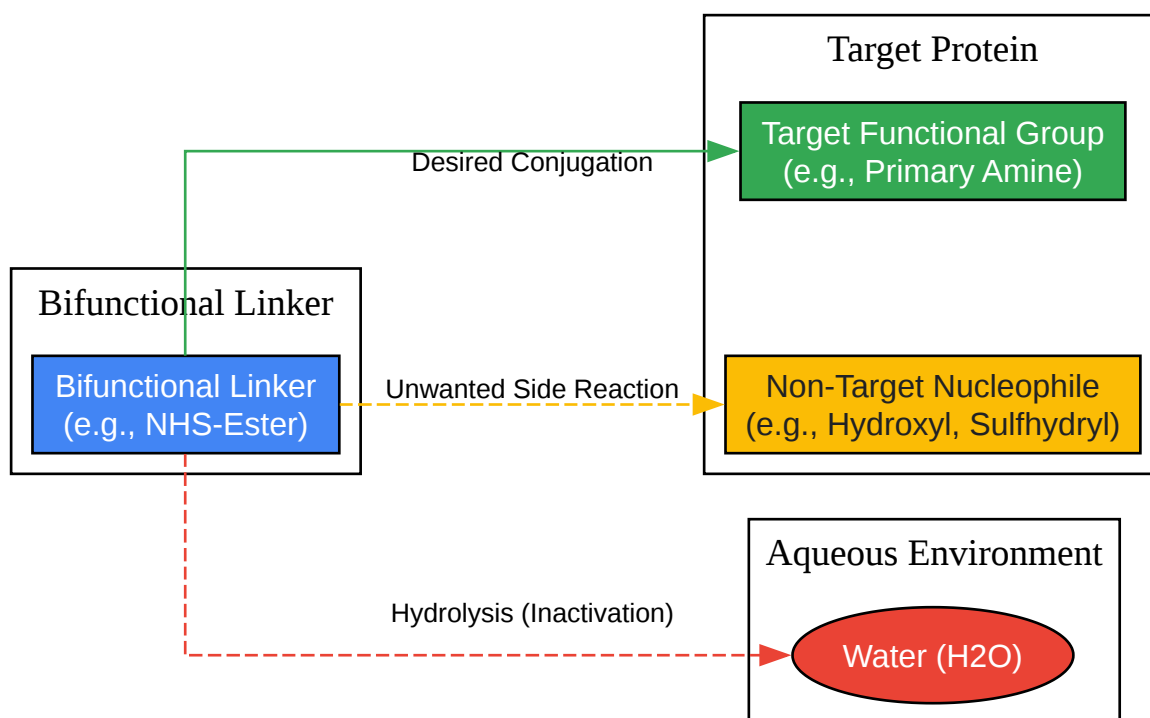 Target Protein
Target Functional Group
(e.g., Primary Amine)
Desired Conjugation
Bifunctional Linker
Bifunctional Linker
(e.g., NHS-Ester)
Unwanted Side Reaction
Non-Target Nucleophile
(e.g., Hydroxyl, Sulfhydryl)
Aqueous Environment
Hydrolysis (Inactivation)
Water (H2O)